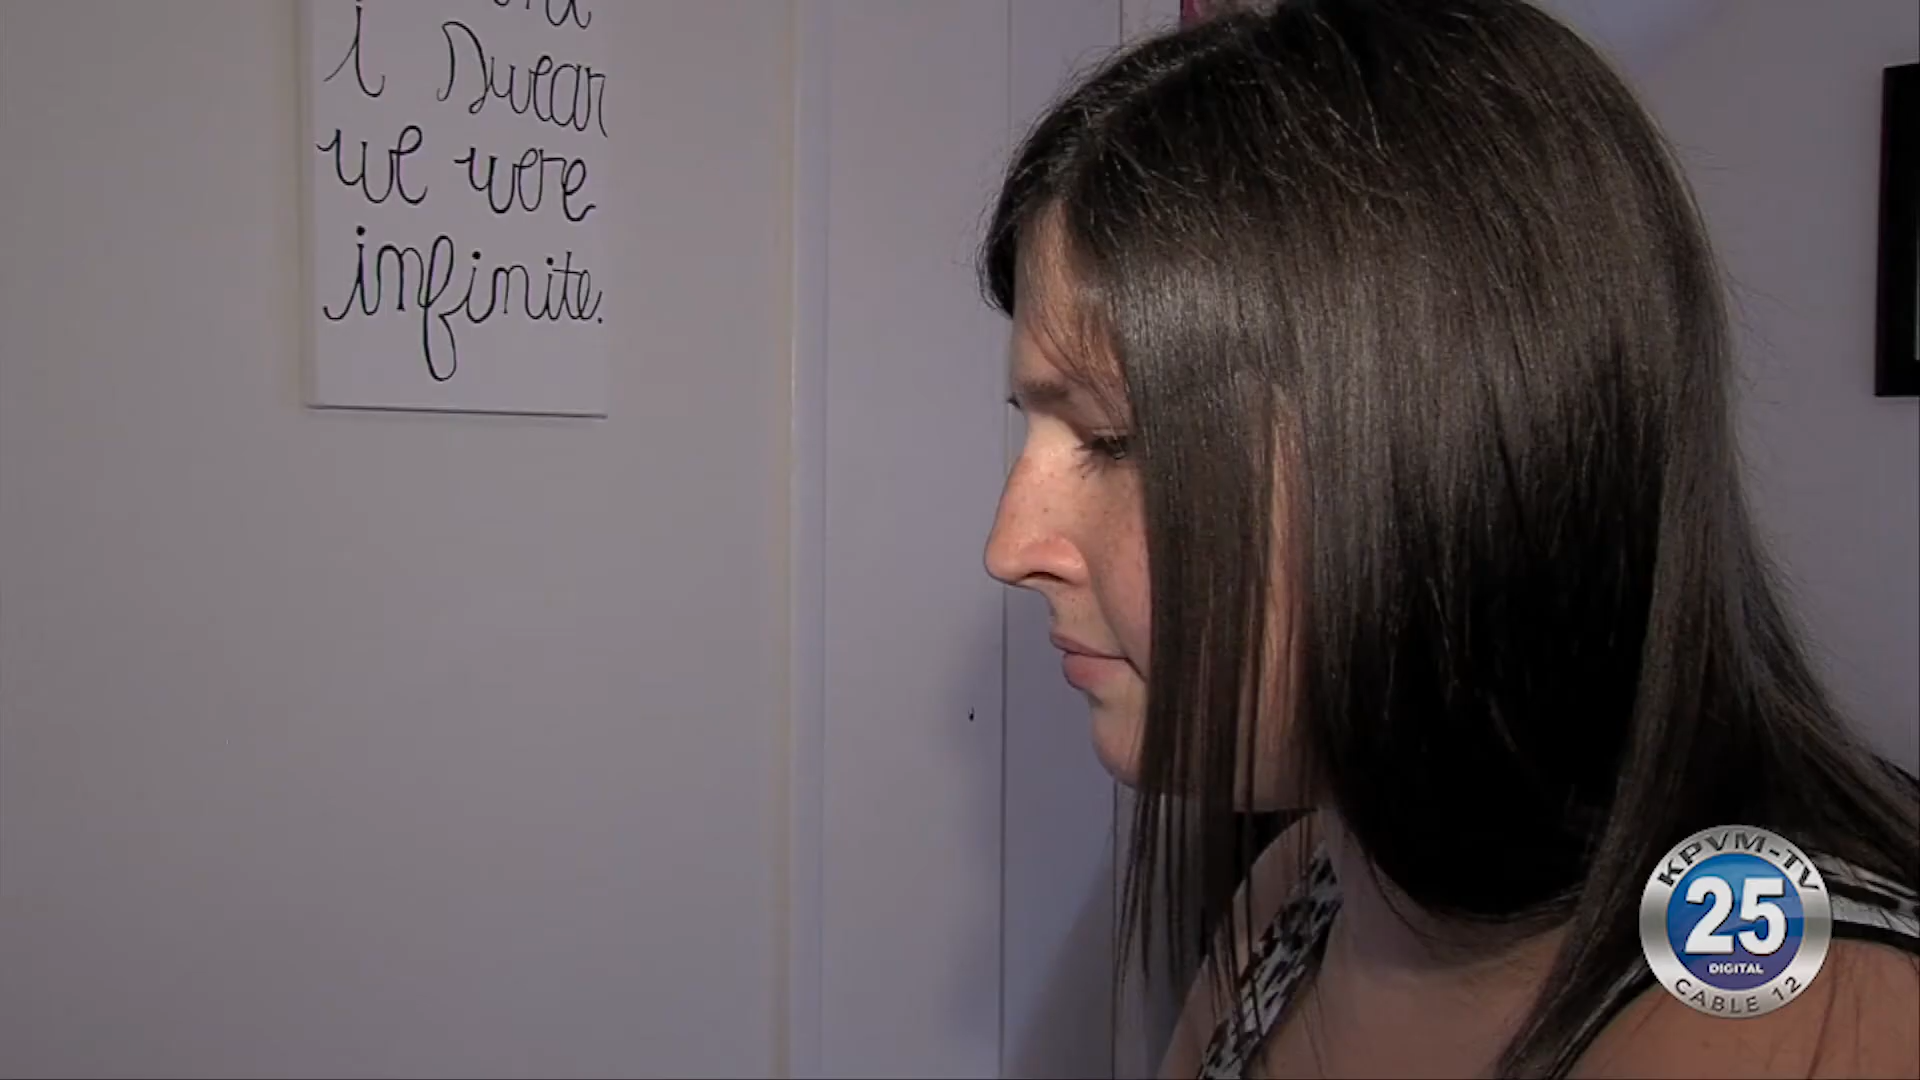 i swear
we were
infinite.
KPVM-TV
25
DIGITAL
CABLE 12